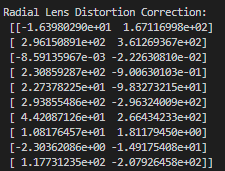 Radial Lens Distortion Correction:
[[-1.63980290e+01 1.67116998e+02]
[ 2.96150891e+02 3.61269367e+02]
[-8.59135967e-03 -2.22630810e-02]
[ 2.30859287e+02 -9.00630103e-01]
[ 2.27378225e+01 -9.83273215e+01]
[ 2.93855486e+02 -2.96324009e+02]
[ 4.42087126e+01 2.66434233e+02]
[ 1.08176457e+01 1.81179450e+00]
[-2.30362086e+00 -1.49175408e+01]
[ 1.17731235e+02 -2.07926458e+02]]